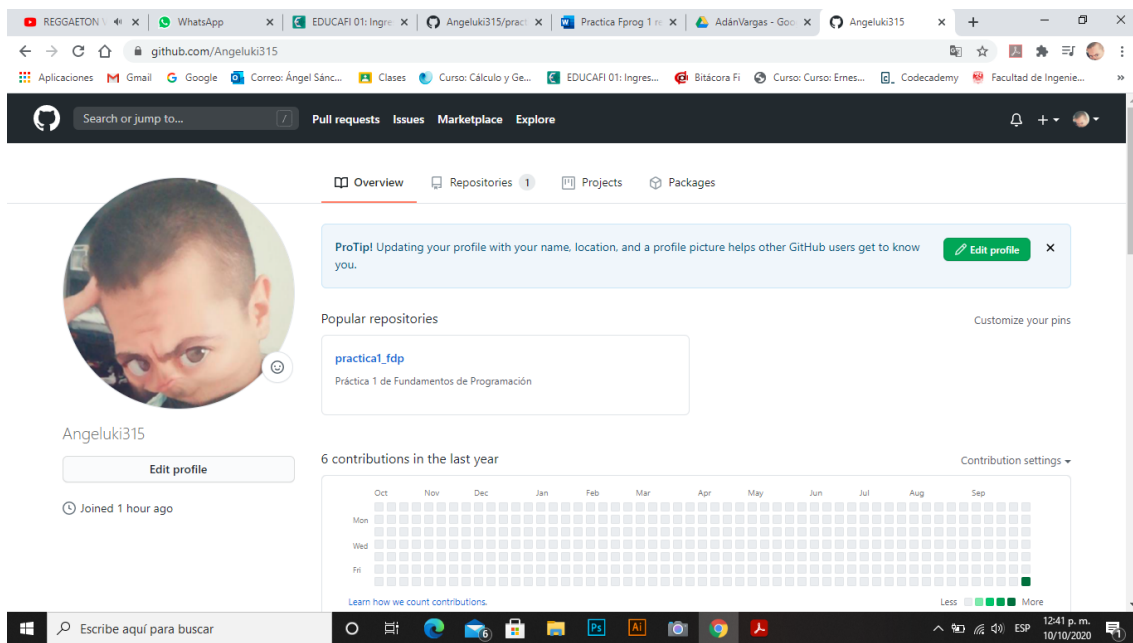 REGGAETON
WhatsApp
EDUCAFI 01: Ingre
Angeluki315/pract
Practica Fprog 1 re
AdánVargas - Goo
Angeluki315
github.com/Angeluki315
Aplicaciones
Gmail
Google
Correo: Ángel Sánc...
Clases
Curso: Cálculo y Ge...
EDUCAFI 01: Ingres...
Bitácora Fi
Curso: Curso: Ernes...
Codecademy
Facultad de Ingenie...
»
Search or jump to...
/
Pull requests
Issues
Marketplace
Explore
Overview
Repositories 1
Projects
Packages
ProTip! Updating your profile with your name, location, and a profile picture helps other GitHub users get to know
you.
Edit profile
Popular repositories
Customize your pins
practica1_fdp
Práctica 1 de Fundamentos de Programación
Angeluki315
Edit profile
Joined 1 hour ago
6 contributions in the last year
Contribution settings
Oct Nov Dec Jan Feb Mar Apr May Jun Jul Aug Sep
Mon
Wed
Fri
Learn how we count contributions.
Less
More
Escribe aquí para buscar
6
Ps
Ai
ESP
12:41 p. m.
10/10/2020
1